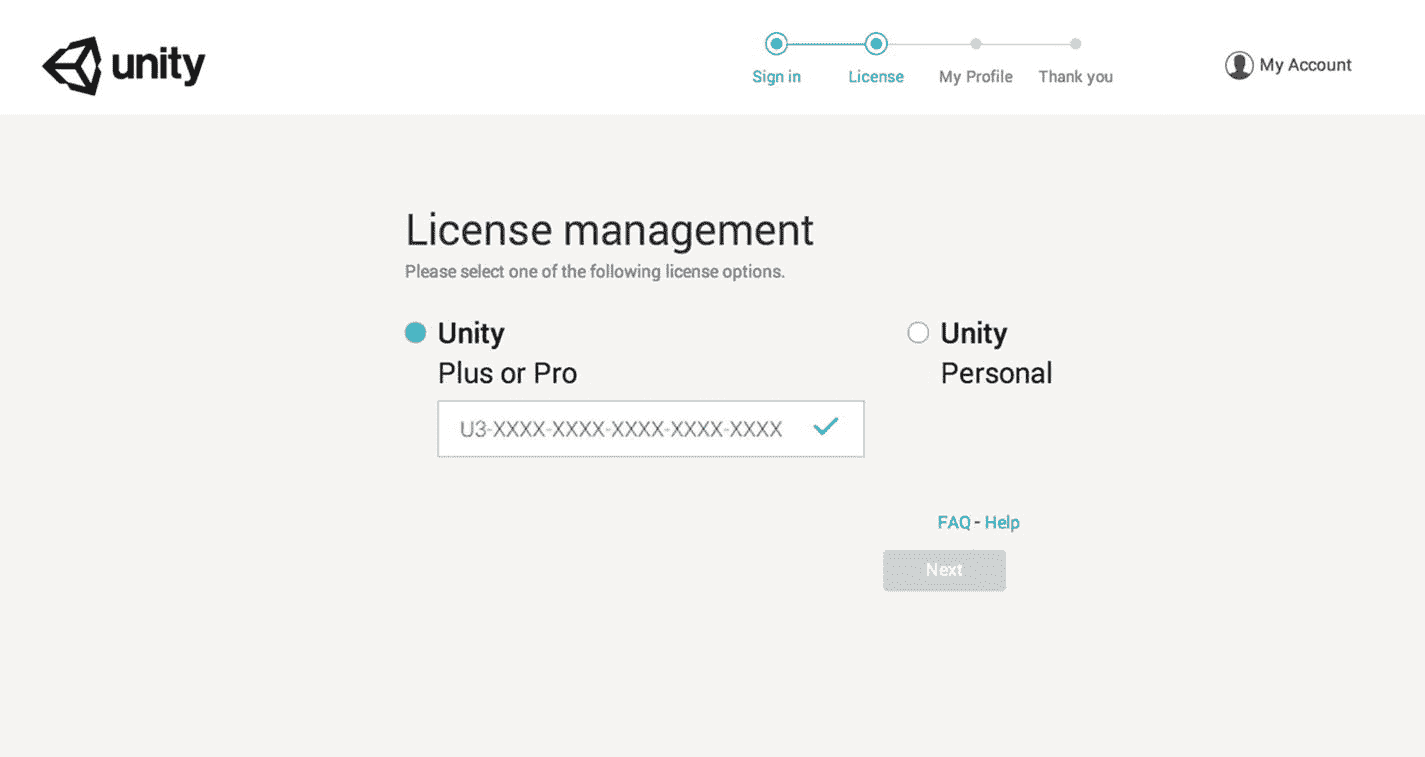 unity
Sign in License My Profile Thank you
My Account
License management
Please select one of the following license options.
Unity
Plus or Pro
U3-XXXX-XXXX-XXXX-XXXX-XXXX
Unity
Personal
FAQ - Help
Next